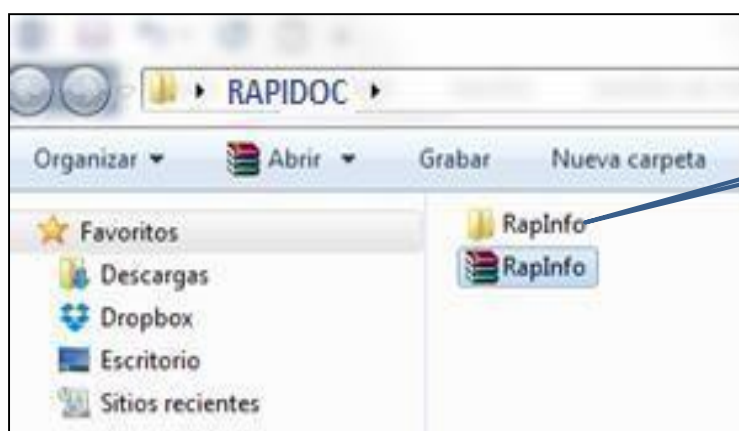 RAPIDOC
Organizar Abrir Grabar Nueva carpeta
Favoritos
Descargas
Dropbox
Escritorio
Sitios recientes
RapInfo
RapInfo